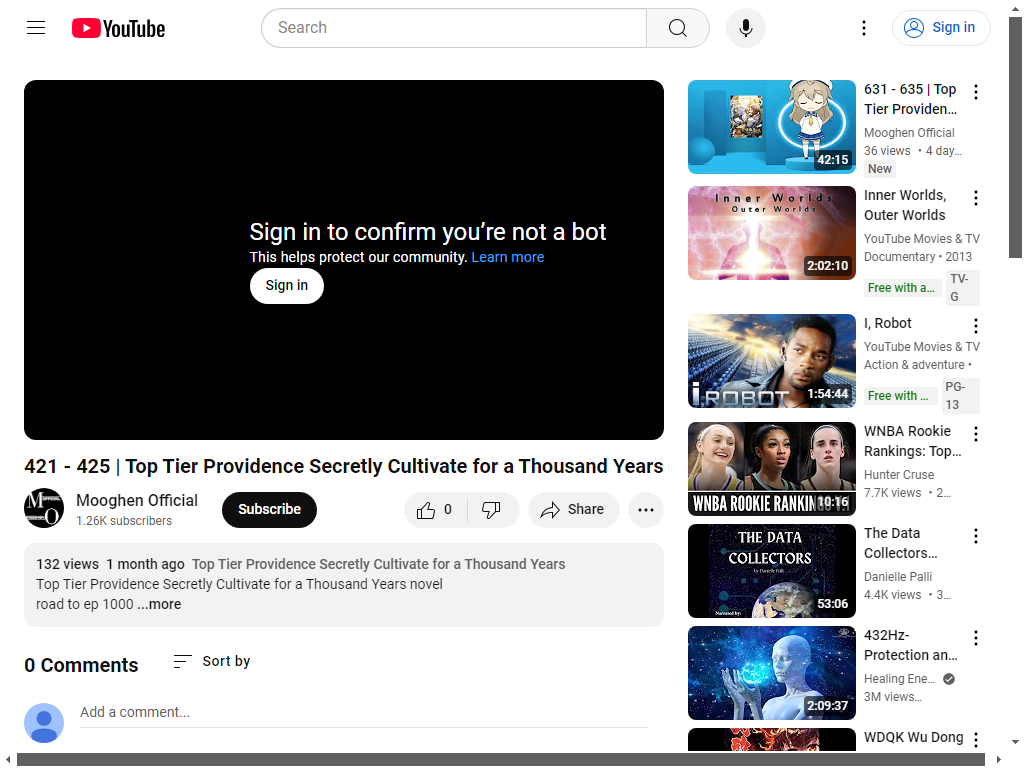 YouTube
Search
Sign in
Sign in to confirm you’re not a bot
This helps protect our community. Learn more
Sign in
421 - 425 | Top Tier Providence Secretly Cultivate for a Thousand Years
Mooghen Official
1.26K subscribers
Subscribe
0
Share
132 views 1 month ago Top Tier Providence Secretly Cultivate for a Thousand Years
Top Tier Providence Secretly Cultivate for a Thousand Years novel
road to ep 1000 ...more
0 Comments
Sort by
Add a comment...
42:15
631 - 635 | Top
Tier Providen...
Mooghen Official
36 views • 4 day...
New
Inner Worlds
Outer Worlds
2:02:10
Inner Worlds,
Outer Worlds
YouTube Movies & TV
Documentary • 2013
Free with a...
TV-
G
I, ROBOT
1:54:44
I, Robot
YouTube Movies & TV
Action & adventure •
Free with ...
PG-
13
WNBA ROOKIE RANKIN
10:16
WNBA Rookie
Rankings: Top...
Hunter Cruse
7.7K views • 2...
THE DATA
COLLECTORS
by Danielle Palli
Narrated by:
53:06
The Data
Collectors...
Danielle Palli
4.4K views • 3...
2:09:37
432Hz-
Protection an...
Healing Ene...
3M views...
WDQK Wu Dong